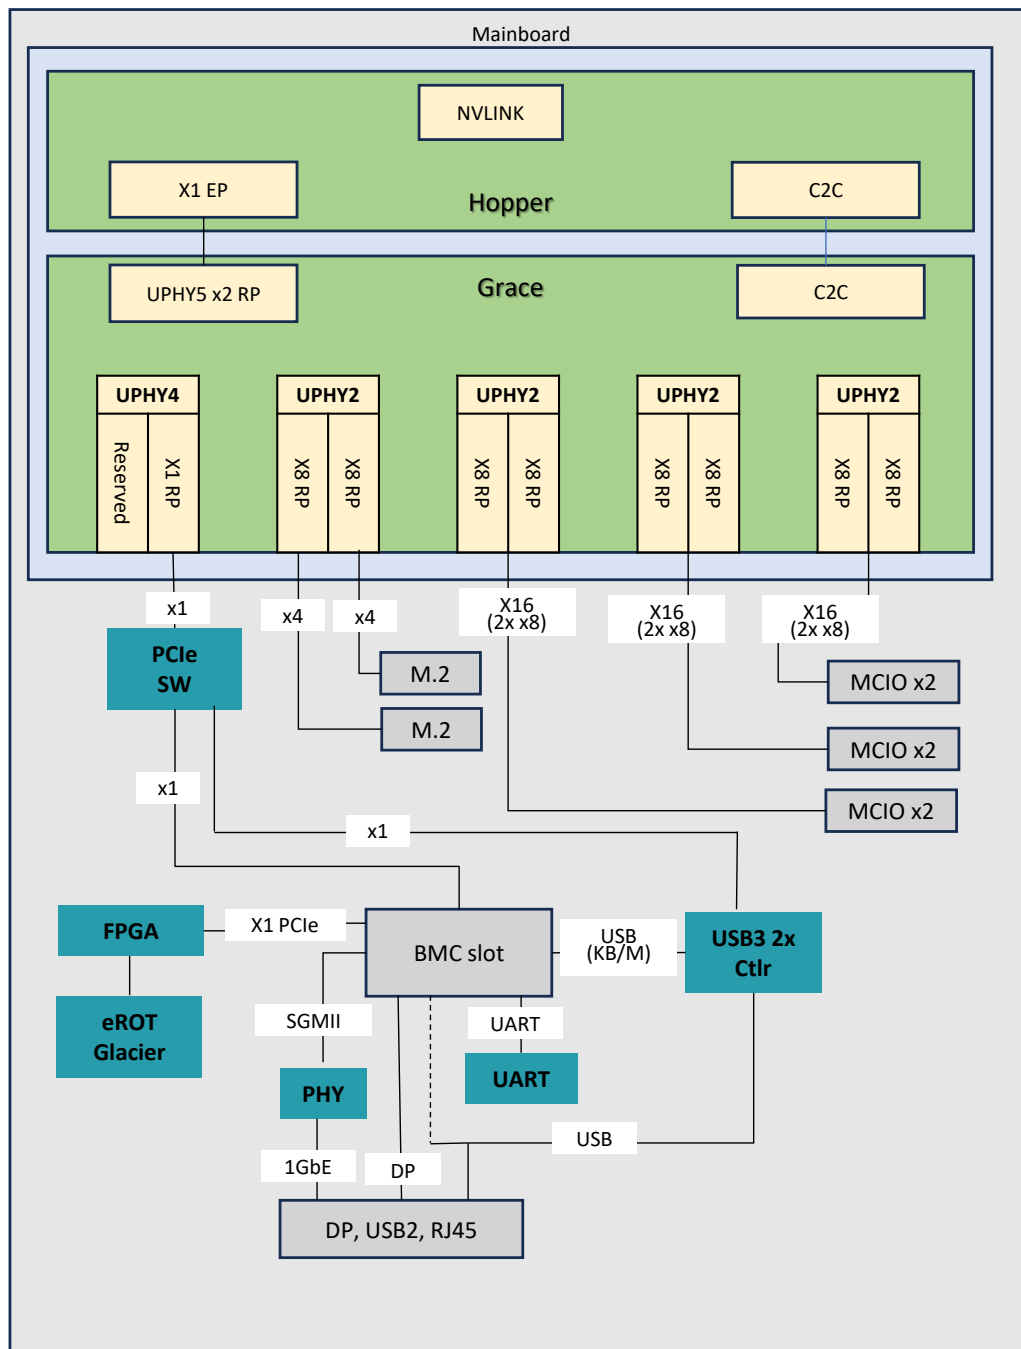 Mainboard
NVLINK
X1 EP
C2C
Hopper
UPHY5 x2 RP
Grace
C2C
UPHY4
UPHY2
UPHY2
UPHY2
UPHY2
Reserved
X1 RP
X8 RP
X8 RP
X8 RP
X8 RP
X8 RP
X8 RP
X8 RP
X8 RP
x1
x4
x4
X16
(2x x8)
X16
(2x x8)
X16
(2x x8)
PCIe
SW
M.2
MCIO x2
M.2
MCIO x2
x1
MCIO x2
x1
FPGA
X1 PCIe
BMC slot
USB
(KB/M)
USB3 2x
Ctlr
eROT
Glacier
SGMII
UART
PHY
UART
USB
1GbE
DP
DP, USB2, RJ45